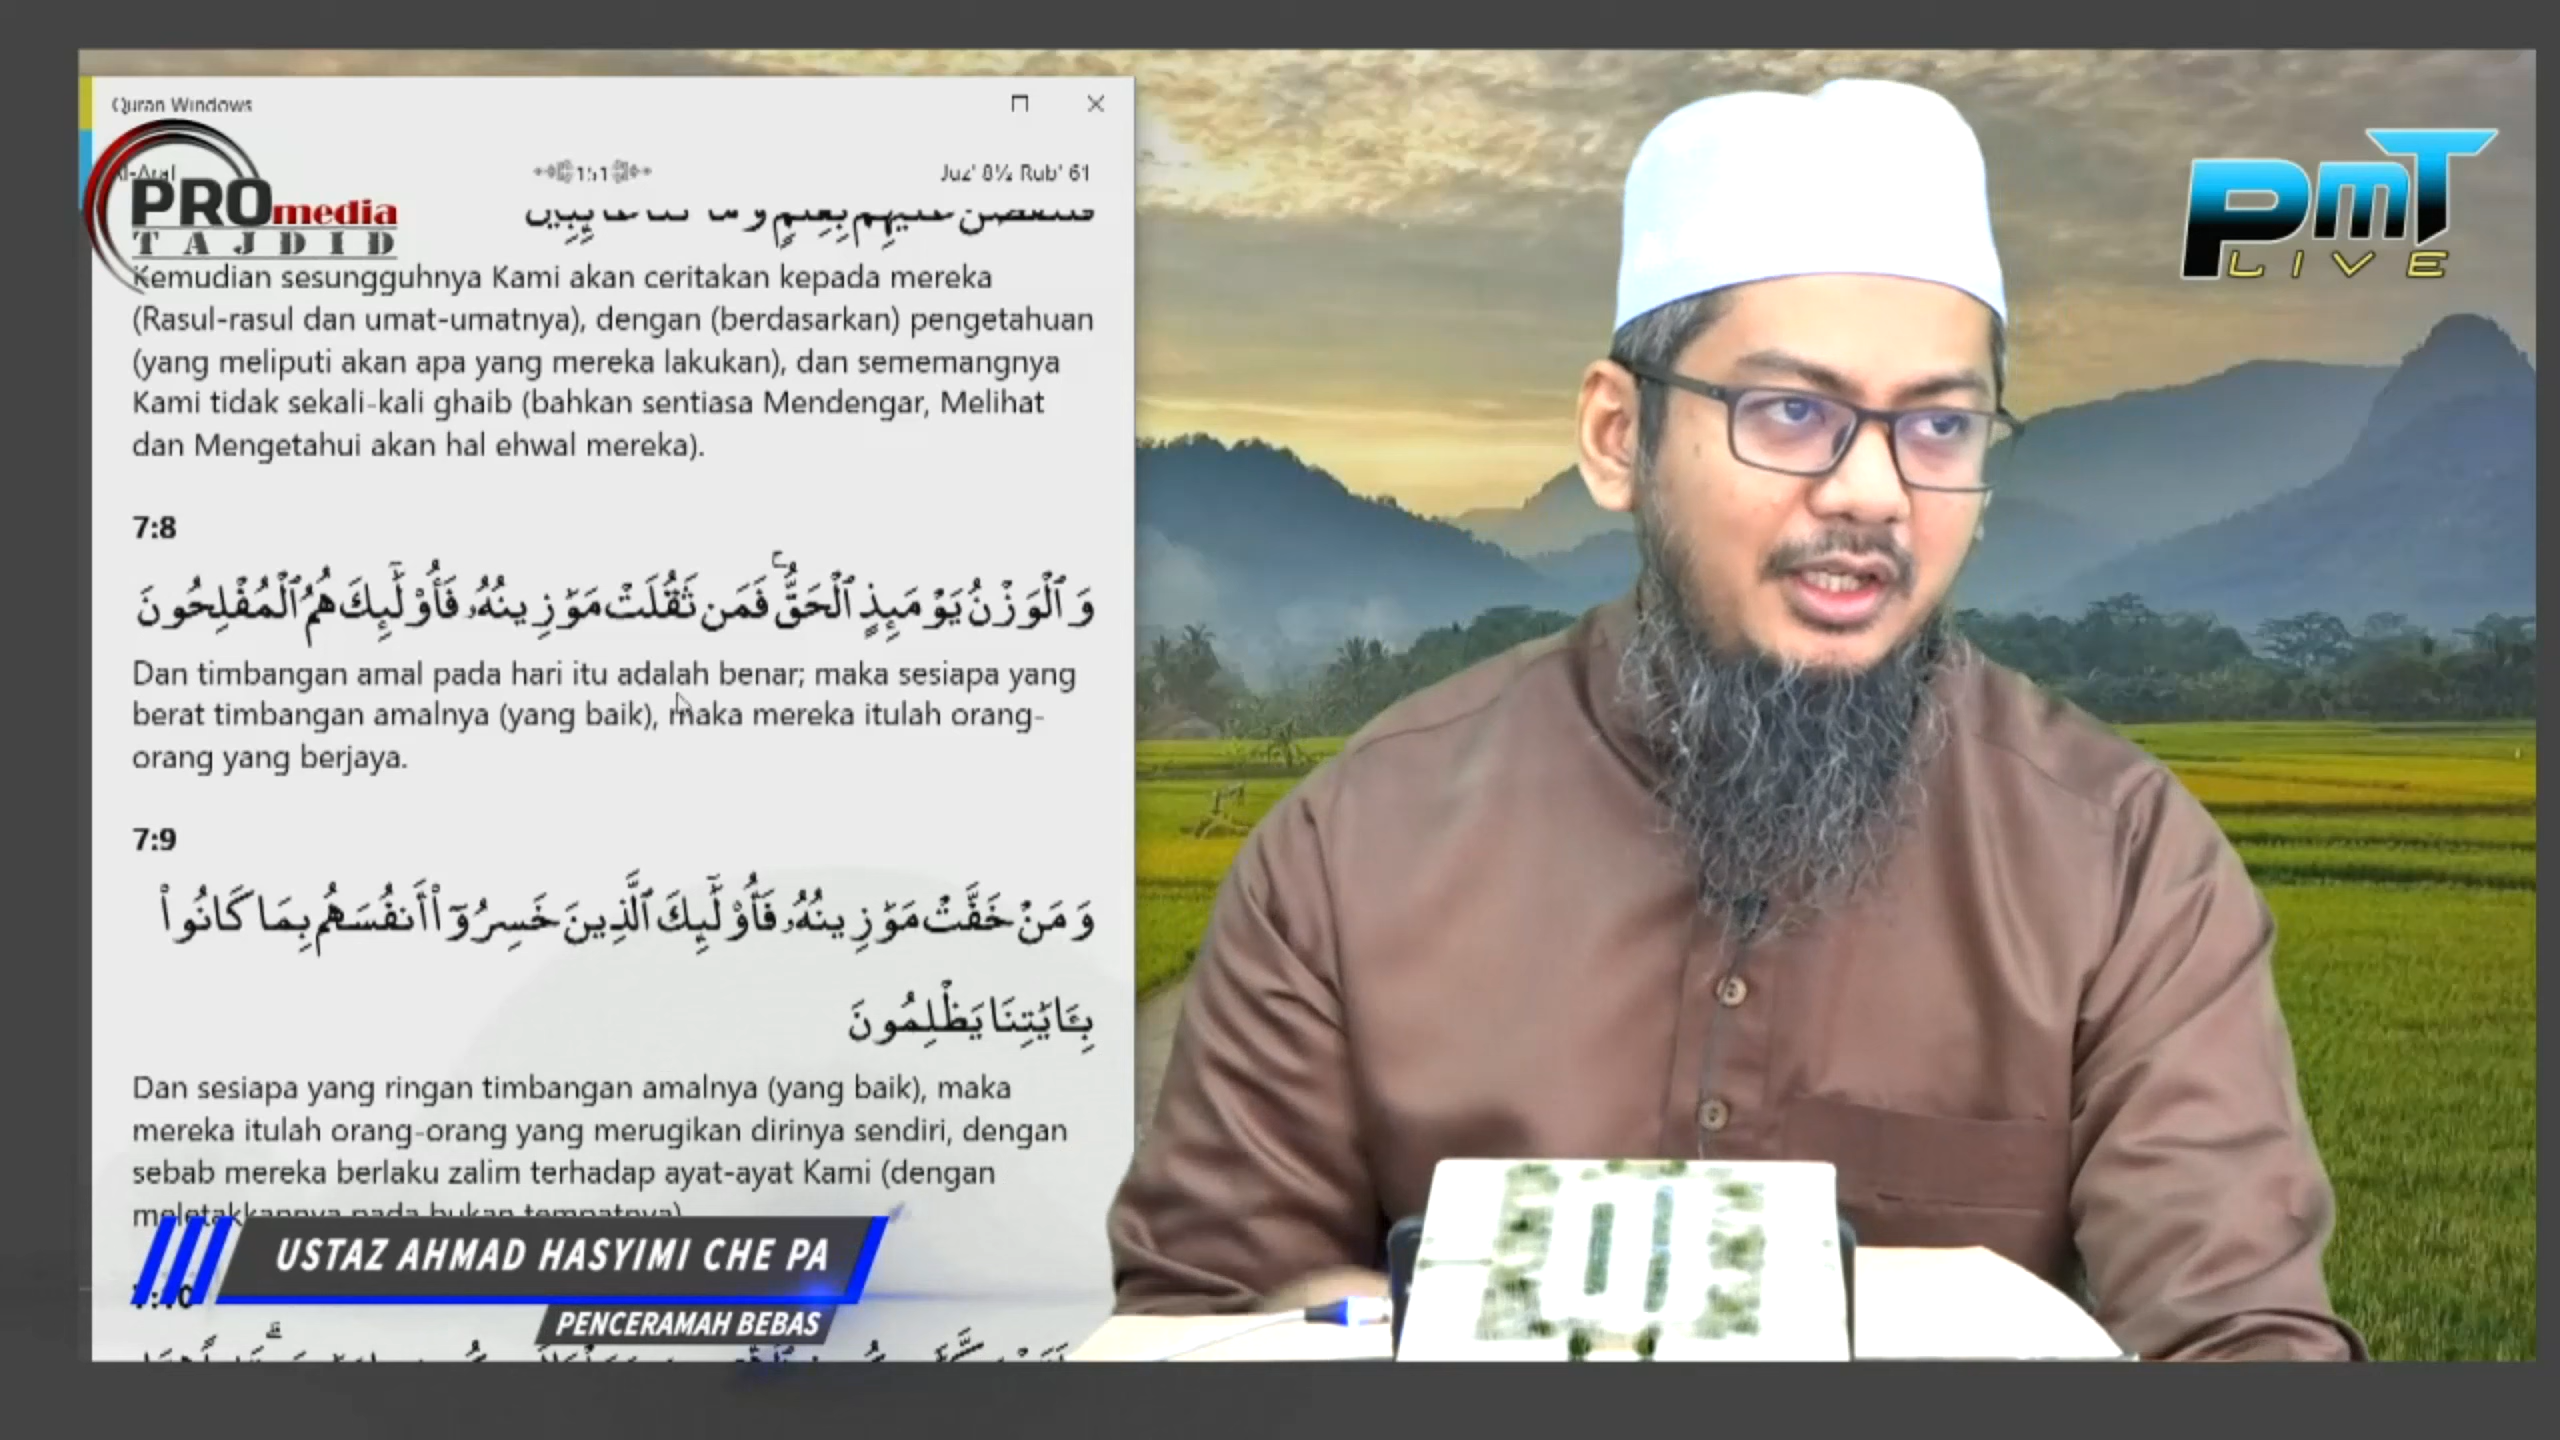 Quran Windows
151
Juz' 8¼ Rub' 61
PROmedia
TAJDID
PMT
LIVE
Kemudian sesungguhnya Kami akan ceritakan kepada mereka
(Rasul-rasul dan umat-umatnya), dengan (berdasarkan) pengetahuan
(yang meliputi akan apa yang mereka lakukan), dan sememangnya
Kami tidak sekali-kali ghaib (bahkan sentiasa Mendengar, Melihat
dan Mengetahui akan hal ehwal mereka).
7:8
وَٱلْوَزْنُ يَوْمَئِذٍ ٱلْحَقُّ ۚ فَمَن ثَقُلَتْ مَوَٰزِينُهُۥ فَأُو۟لَٰٓئِكَ هُمُ ٱلْمُفْلِحُونَ
Dan timbangan amal pada hari itu adalah benar; maka sesiapa yang
berat timbangan amalnya (yang baik), maka mereka itulah orang-
orang yang berjaya.
7:9
وَمَنْ خَفَّتْ مَوَٰزِينُهُۥ فَأُو۟لَٰٓئِكَ ٱلَّذِينَ خَسِرُوٓا۟ أَنفُسَهُم بِمَا كَانُوا۟
بِـَٔايَٰتِنَا يَظْلِمُونَ
Dan sesiapa yang ringan timbangan amalnya (yang baik), maka
mereka itulah orang-orang yang merugikan dirinya sendiri, dengan
sebab mereka berlaku zalim terhadap ayat-ayat Kami (dengan
meletakkannya pada bukan tempatnya).
USTAZ AHMAD HASYIMI CHE PA
PENCERAMAH BEBAS